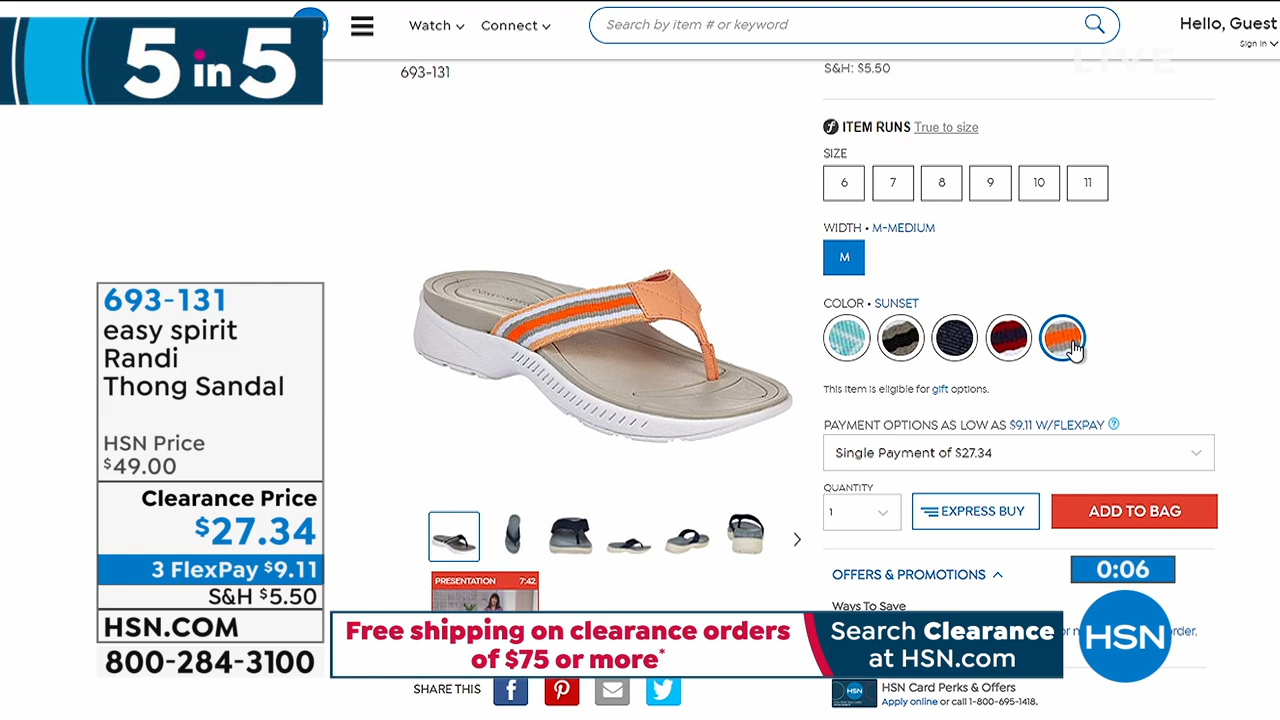 5 in 5
Watch
Connect
Search by item # or keyword
Hello, Guest
Sign In
LIVE
693-131
S&H: $5.50
ITEM RUNS True to size
SIZE
6 7 8 9 10 11
WIDTH • M-MEDIUM
M
COLOR • SUNSET
This item is eligible for gift options.
PAYMENT OPTIONS AS LOW AS $9.11 W/FLEXPAY ?
Single Payment of $27.34
QUANTITY
1
EXPRESS BUY
ADD TO BAG
OFFERS & PROMOTIONS
0:06
Ways To Save
order.
693-131
easy spirit
Randi
Thong Sandal
HSN Price
$49.00
Clearance Price
$27.34
3 FlexPay $9.11
S&H $5.50
HSN.COM
800-284-3100
PRESENTATION 7:42
Free shipping on clearance orders
of $75 or more*
Search Clearance
at HSN.com
HSN
SHARE THIS
HSN
HSN Card Perks & Offers
Apply online or call 1-800-695-1418.